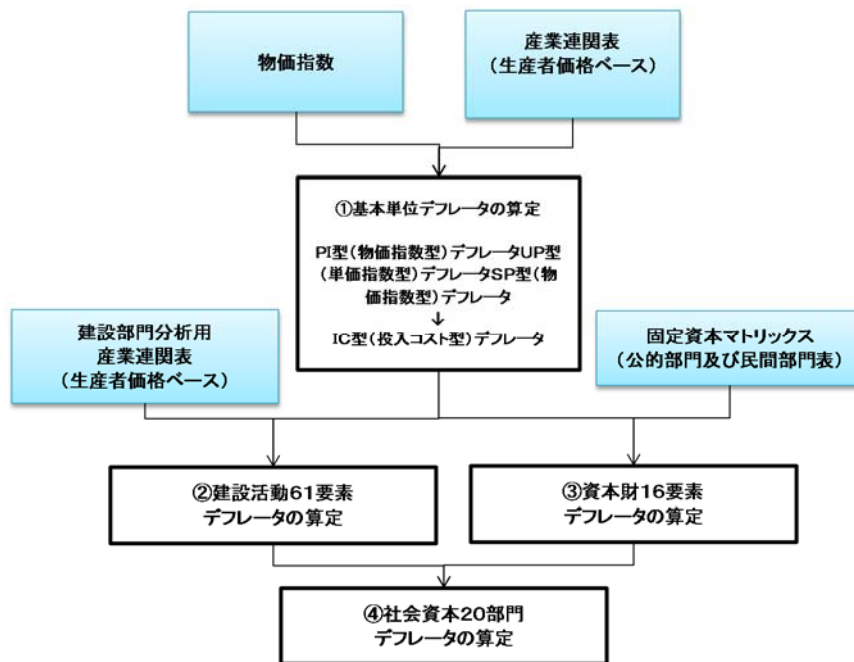 物価指数
産業連関表
（生産者価格ベース）
①基本単位デフレータの算定
PI型（物価指数型）デフレータUP型
（単価指数型）デフレータSP型（物
価指数型）デフレータ
↓
IC型（投入コスト型）デフレータ
建設部門分析用
産業連関表
（生産者価格ベース）
固定資本マトリックス
（公的部門及び民間部門表）
②建設活動61要素
デフレータの算定
③資本財16要素
デフレータの算定
④社会資本20部門
デフレータの算定